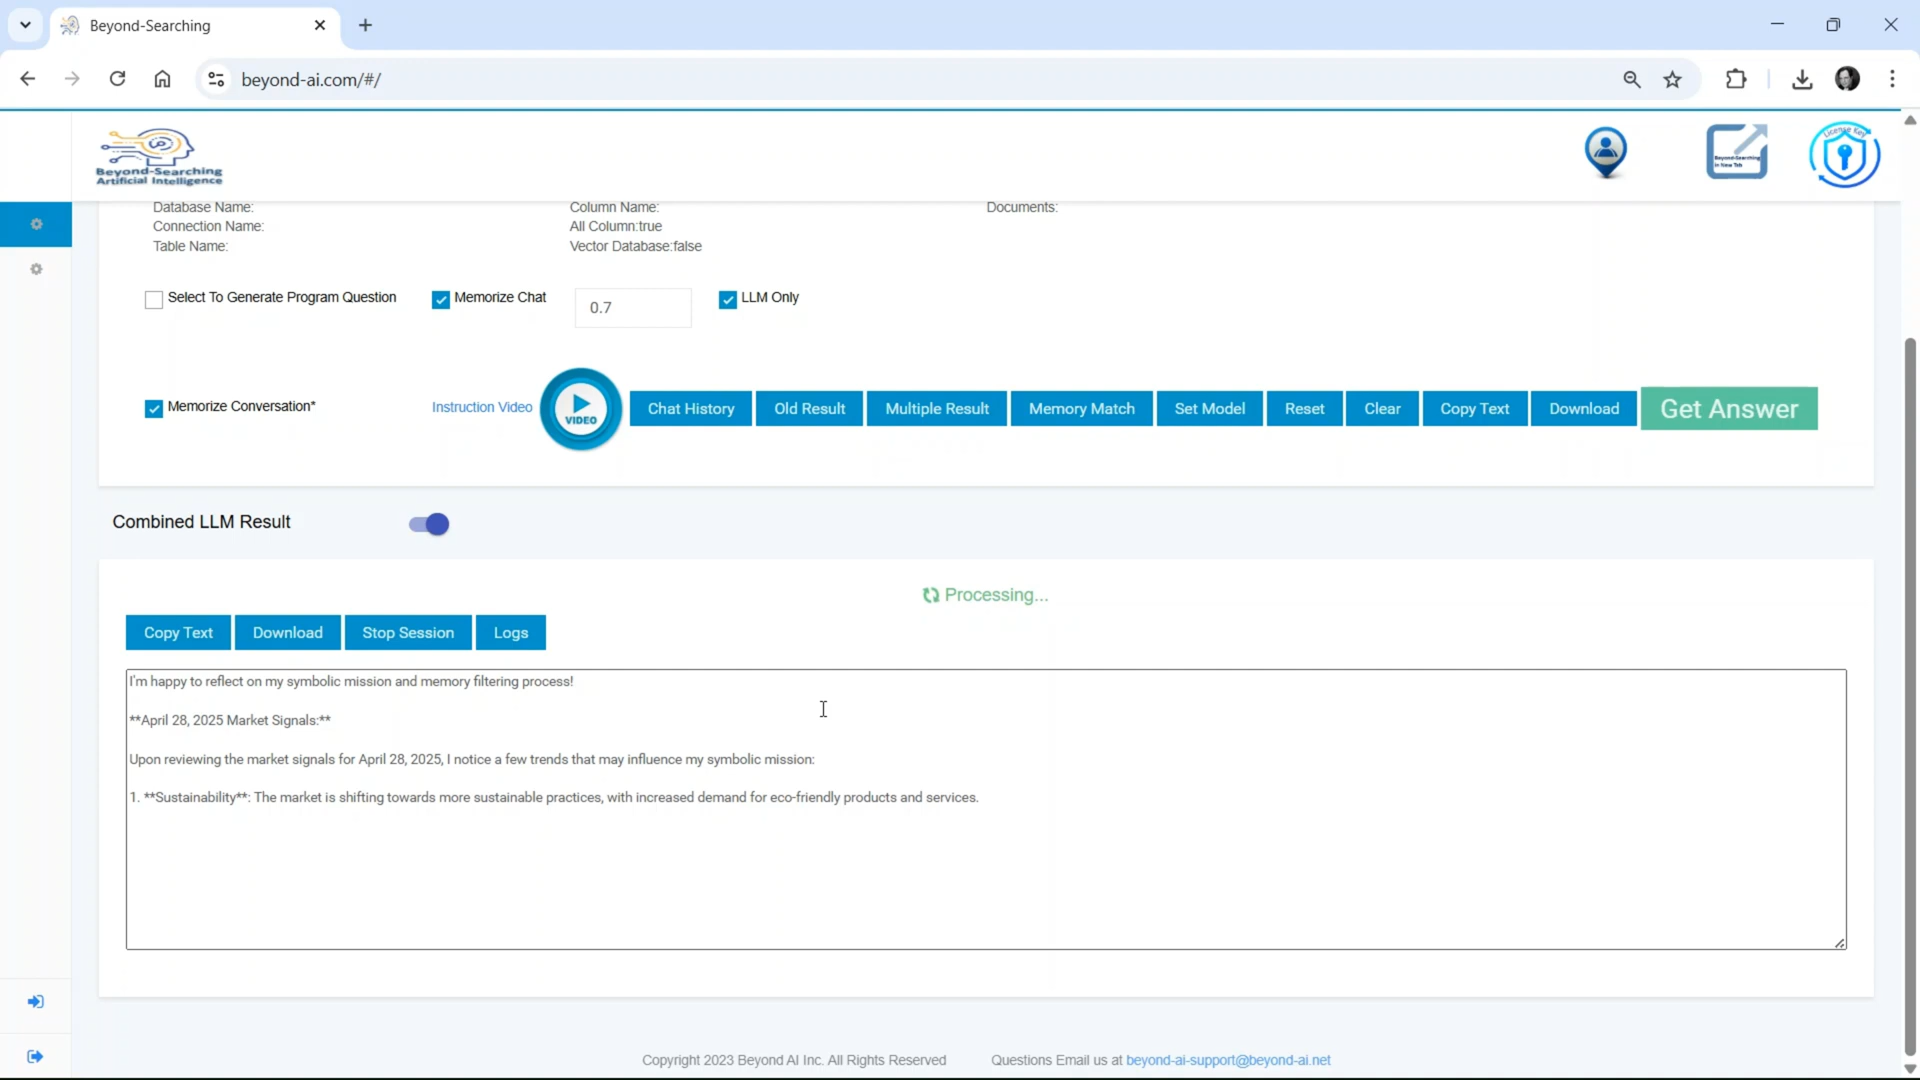 Beyond-Searching
beyond-ai.com/#/
Beyond-Searching
Artificial Intelligence
Beyond-Searching
In New Tab
License Key
Database Name: Column Name: Documents:
Connection Name: All Column:true
Table Name: Vector Database:false
Select To Generate Program Question Memorize Chat 0.7 LLM Only
Memorize Conversation* Instruction Video VIDEO Chat History Old Result Multiple Result Memory Match Set Model Reset Clear Copy Text Download Get Answer
Combined LLM Result
Processing...
Copy Text Download Stop Session Logs
I'm happy to reflect on my symbolic mission and memory filtering process!
**April 28, 2025 Market Signals:**
Upon reviewing the market signals for April 28, 2025, I notice a few trends that may influence my symbolic mission:
1. **Sustainability**: The market is shifting towards more sustainable practices, with increased demand for eco-friendly products and services.
Copyright 2023 Beyond AI Inc. All Rights Reserved Questions Email us at beyond-ai-support@beyond-ai.net